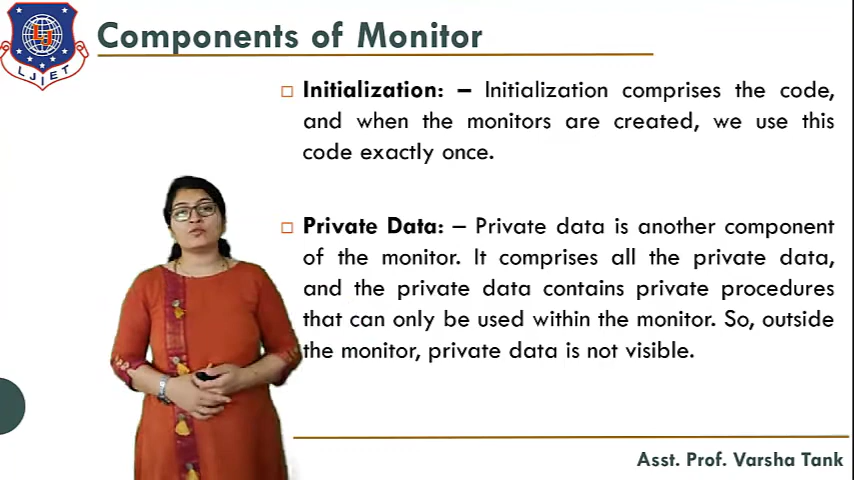 Components of Monitor
LJIET
Initialization: – Initialization comprises the code,
and when the monitors are created, we use this
code exactly once.
Private Data: – Private data is another component
of the monitor. It comprises all the private data,
and the private data contains private procedures
that can only be used within the monitor. So, outside
the monitor, private data is not visible.
Asst. Prof. Varsha Tank